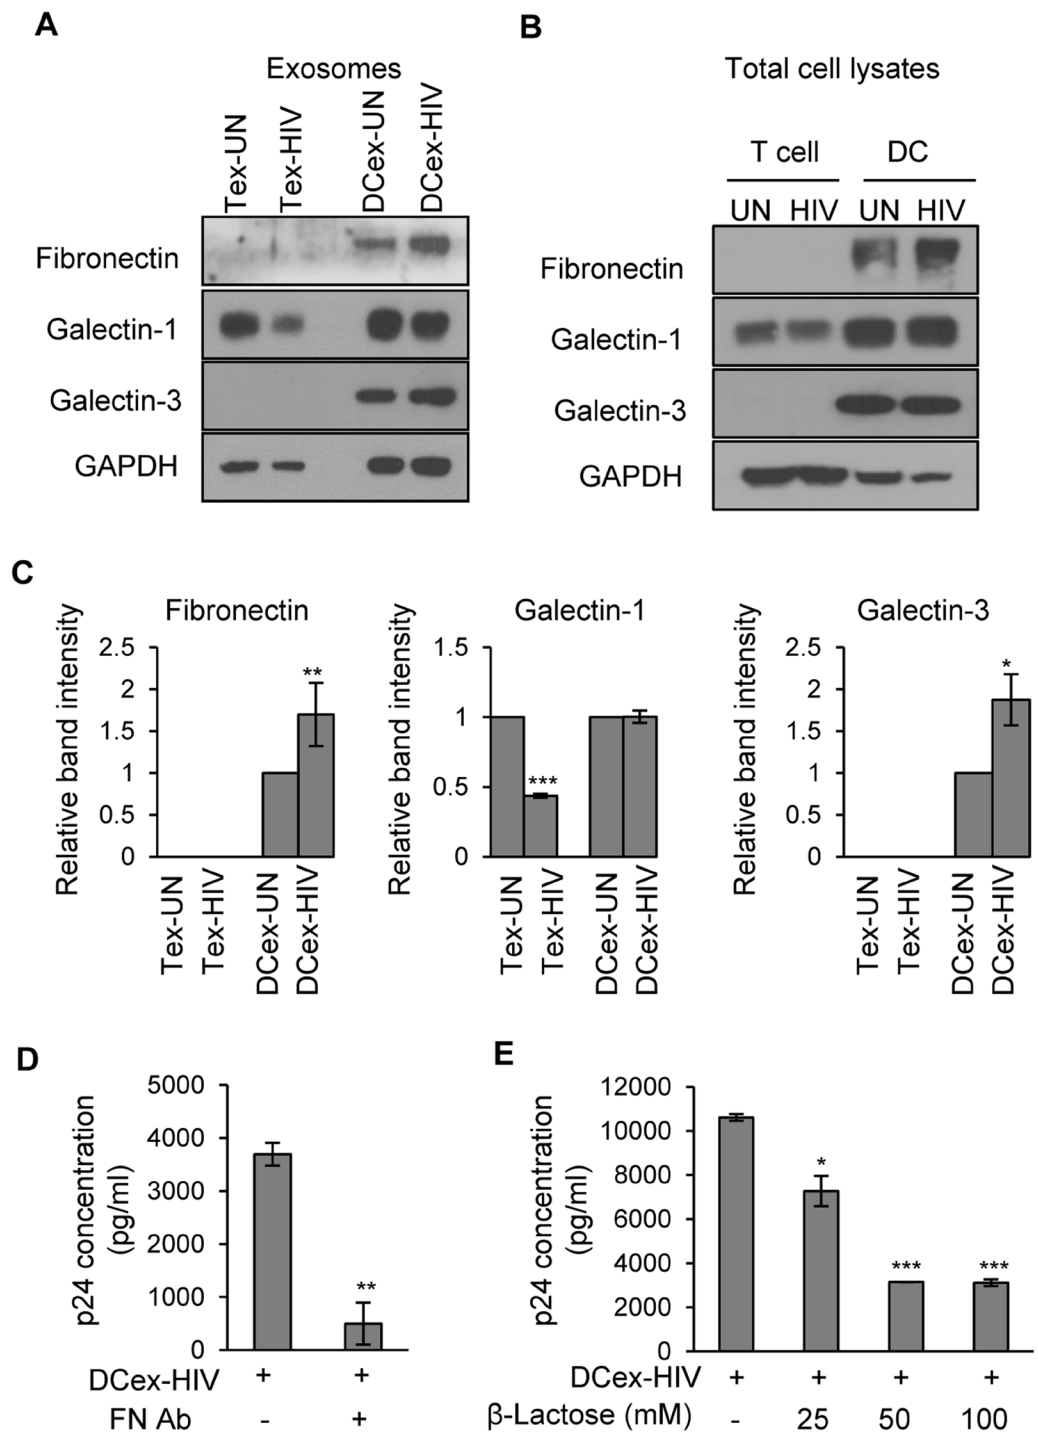 A
Exosomes
Tex-UN
Tex-HIV
DCex-UN
DCex-HIV
Fibronectin
Galectin-1
Galectin-3
GAPDH
B
Total cell lysates
T cell DC
UN HIV UN HIV
Fibronectin
Galectin-1
Galectin-3
GAPDH
C
Fibronectin
Relative band intensity
2.5
2
1.5
1
0.5
0
**
Tex-UN
Tex-HIV
DCex-UN
DCex-HIV
Galectin-1
Relative band intensity
1.5
1
0.5
0
***
Tex-UN
Tex-HIV
DCex-UN
DCex-HIV
Galectin-3
Relative band intensity
2.5
2
1.5
1
0.5
0
*
Tex-UN
Tex-HIV
DCex-UN
DCex-HIV
D
p24 concentration
(pg/ml)
5000
4000
3000
2000
1000
0
**
DCex-HIV + +
FN Ab - +
E
p24 concentration
(pg/ml)
12000
10000
8000
6000
4000
2000
0
*
***
***
DCex-HIV + + + +
β-Lactose (mM) - 25 50 100